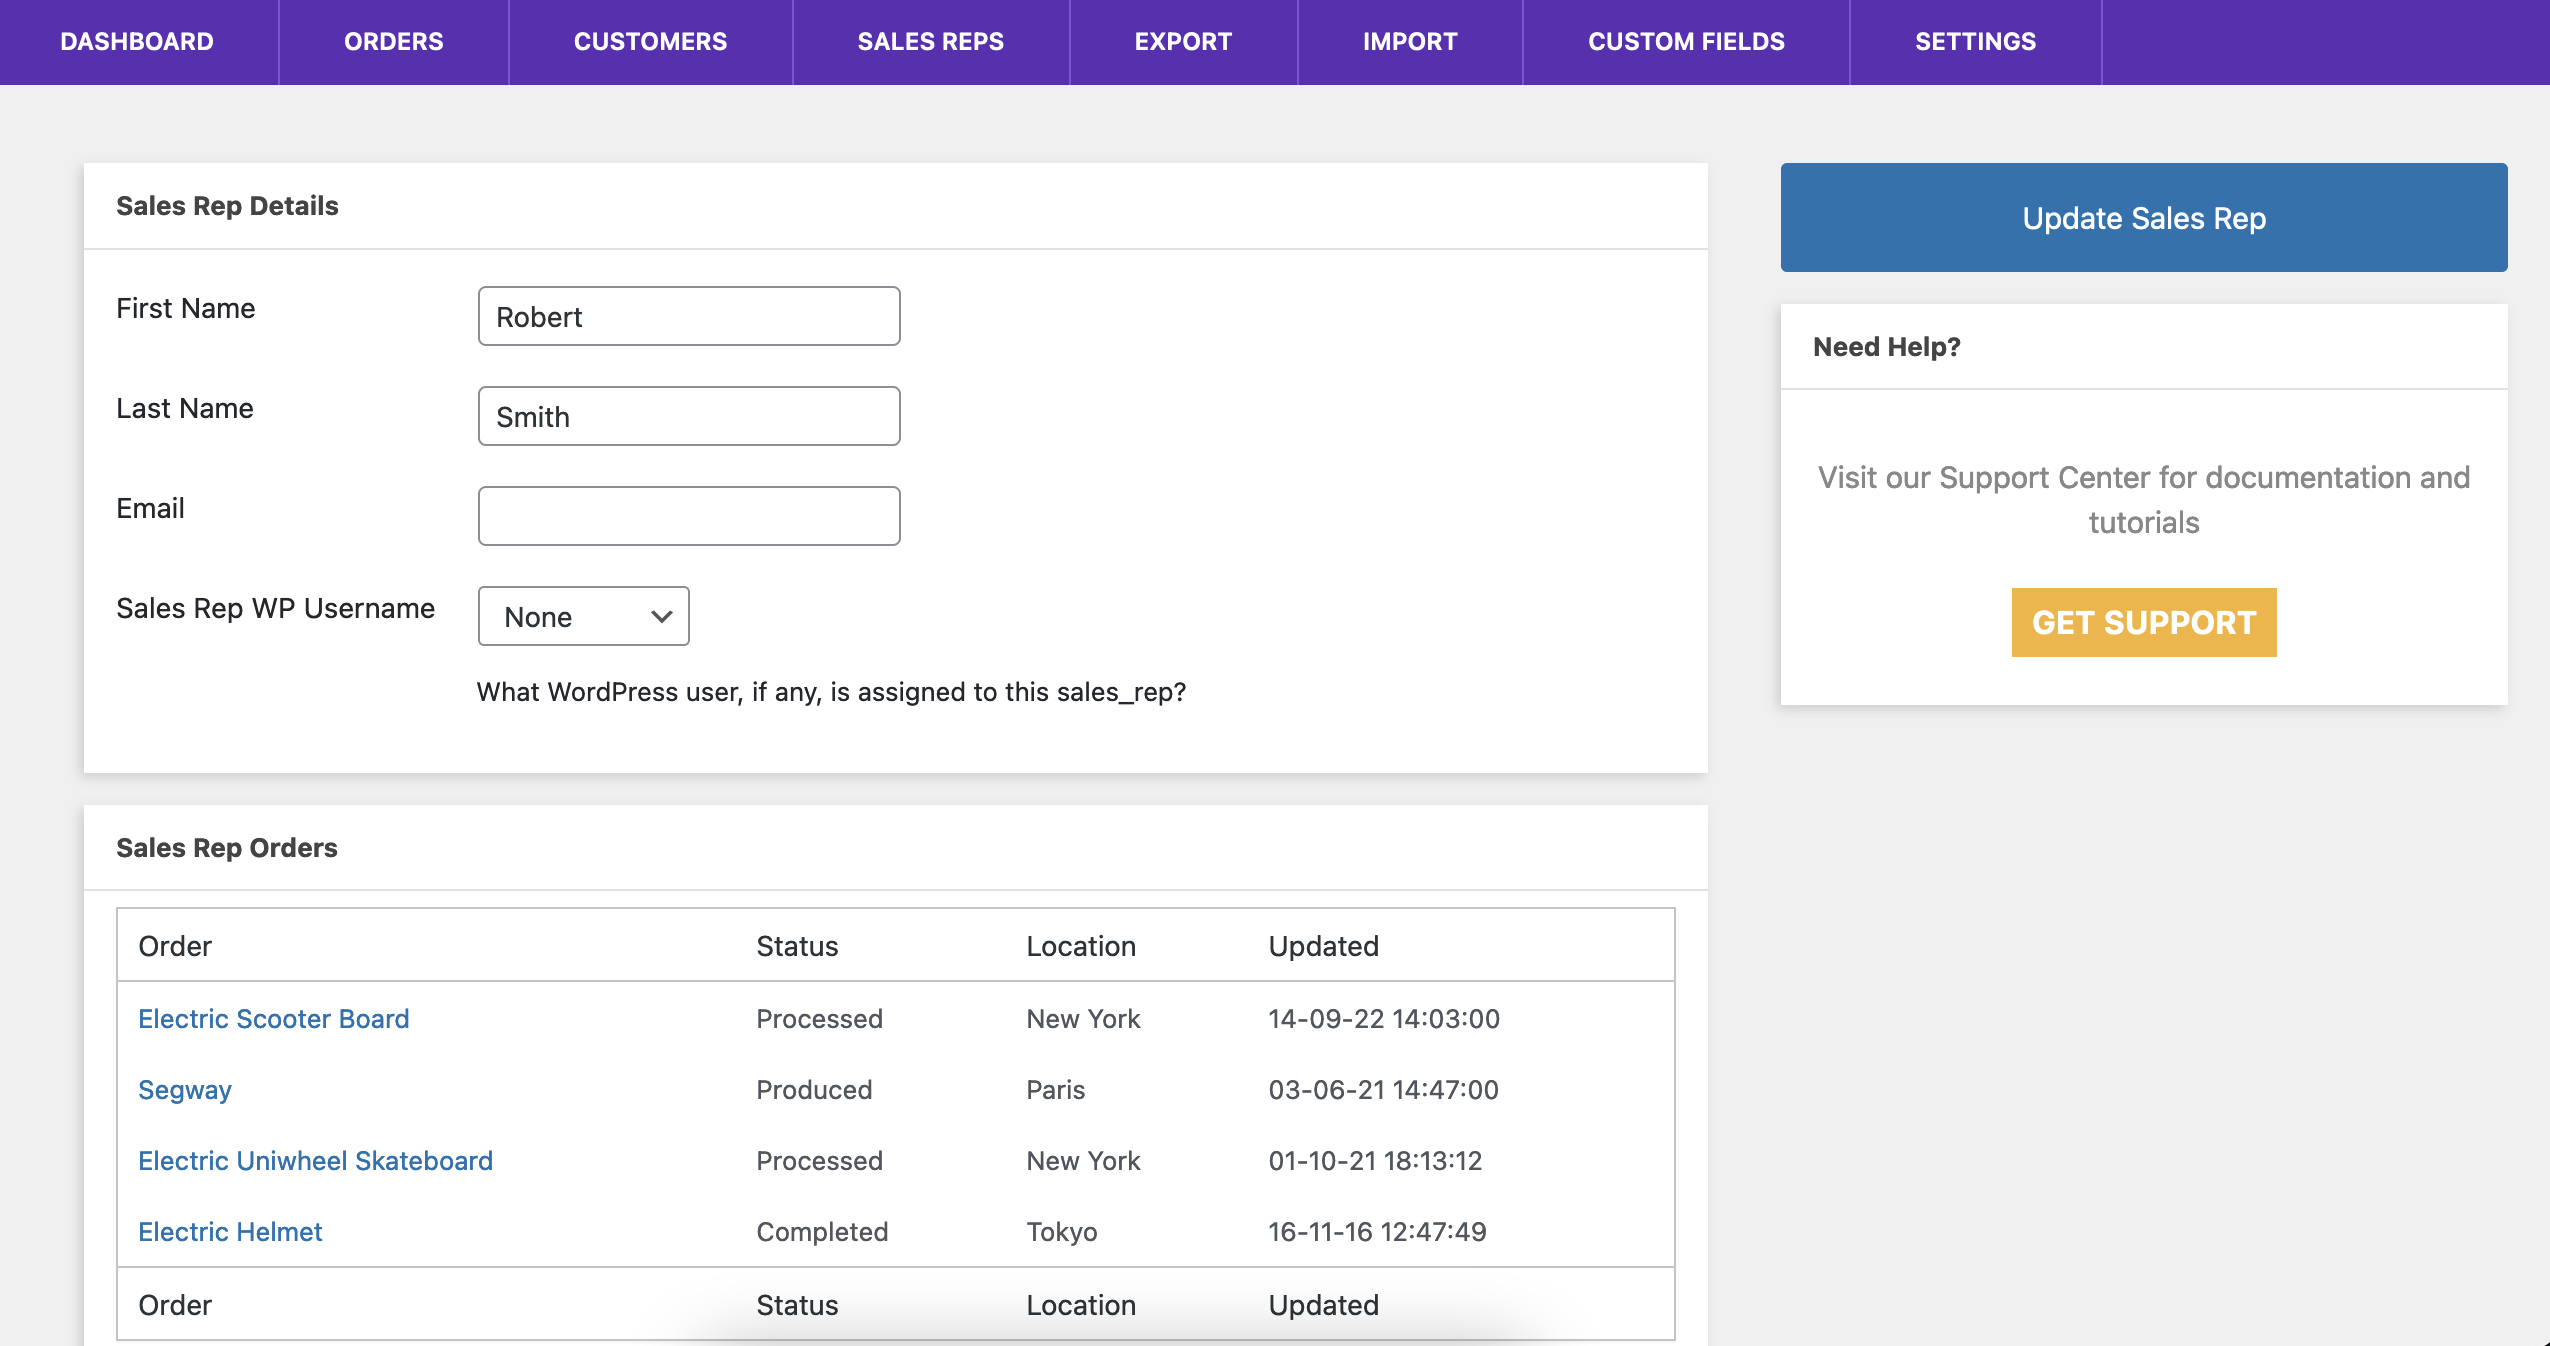 DASHBOARD ORDERS CUSTOMERS SALES REPS EXPORT IMPORT CUSTOM FIELDS SETTINGS
Sales Rep Details
First Name Robert
Last Name Smith
Email
Sales Rep WP Username None
What WordPress user, if any, is assigned to this sales_rep?
Update Sales Rep
Need Help?
Visit our Support Center for documentation and
tutorials
GET SUPPORT
Sales Rep Orders
Order Status Location Updated
Electric Scooter Board Processed New York 14-09-22 14:03:00
Segway Produced Paris 03-06-21 14:47:00
Electric Uniwheel Skateboard Processed New York 01-10-21 18:13:12
Electric Helmet Completed Tokyo 16-11-16 12:47:49
Order Status Location Updated